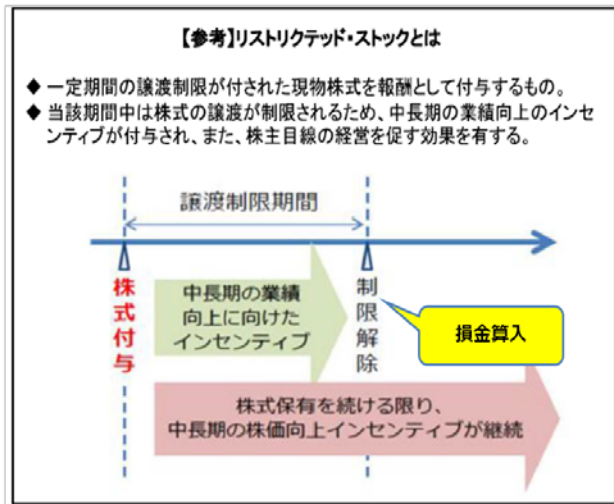 【参考】リストリクテッド・ストックとは
◆ 一定期間の譲渡制限が付された現物株式を報酬として付与するもの。
◆ 当該期間中は株式の譲渡が制限されるため、中長期の業績向上のインセ
ンティブが付与され、また、株主目線の経営を促す効果を有する。
譲渡制限期間
株式付与
中長期の業績
向上に向けた
インセンティブ
制限解除
損金算入
株式保有を続ける限り、
中長期の株価向上インセンティブが継続